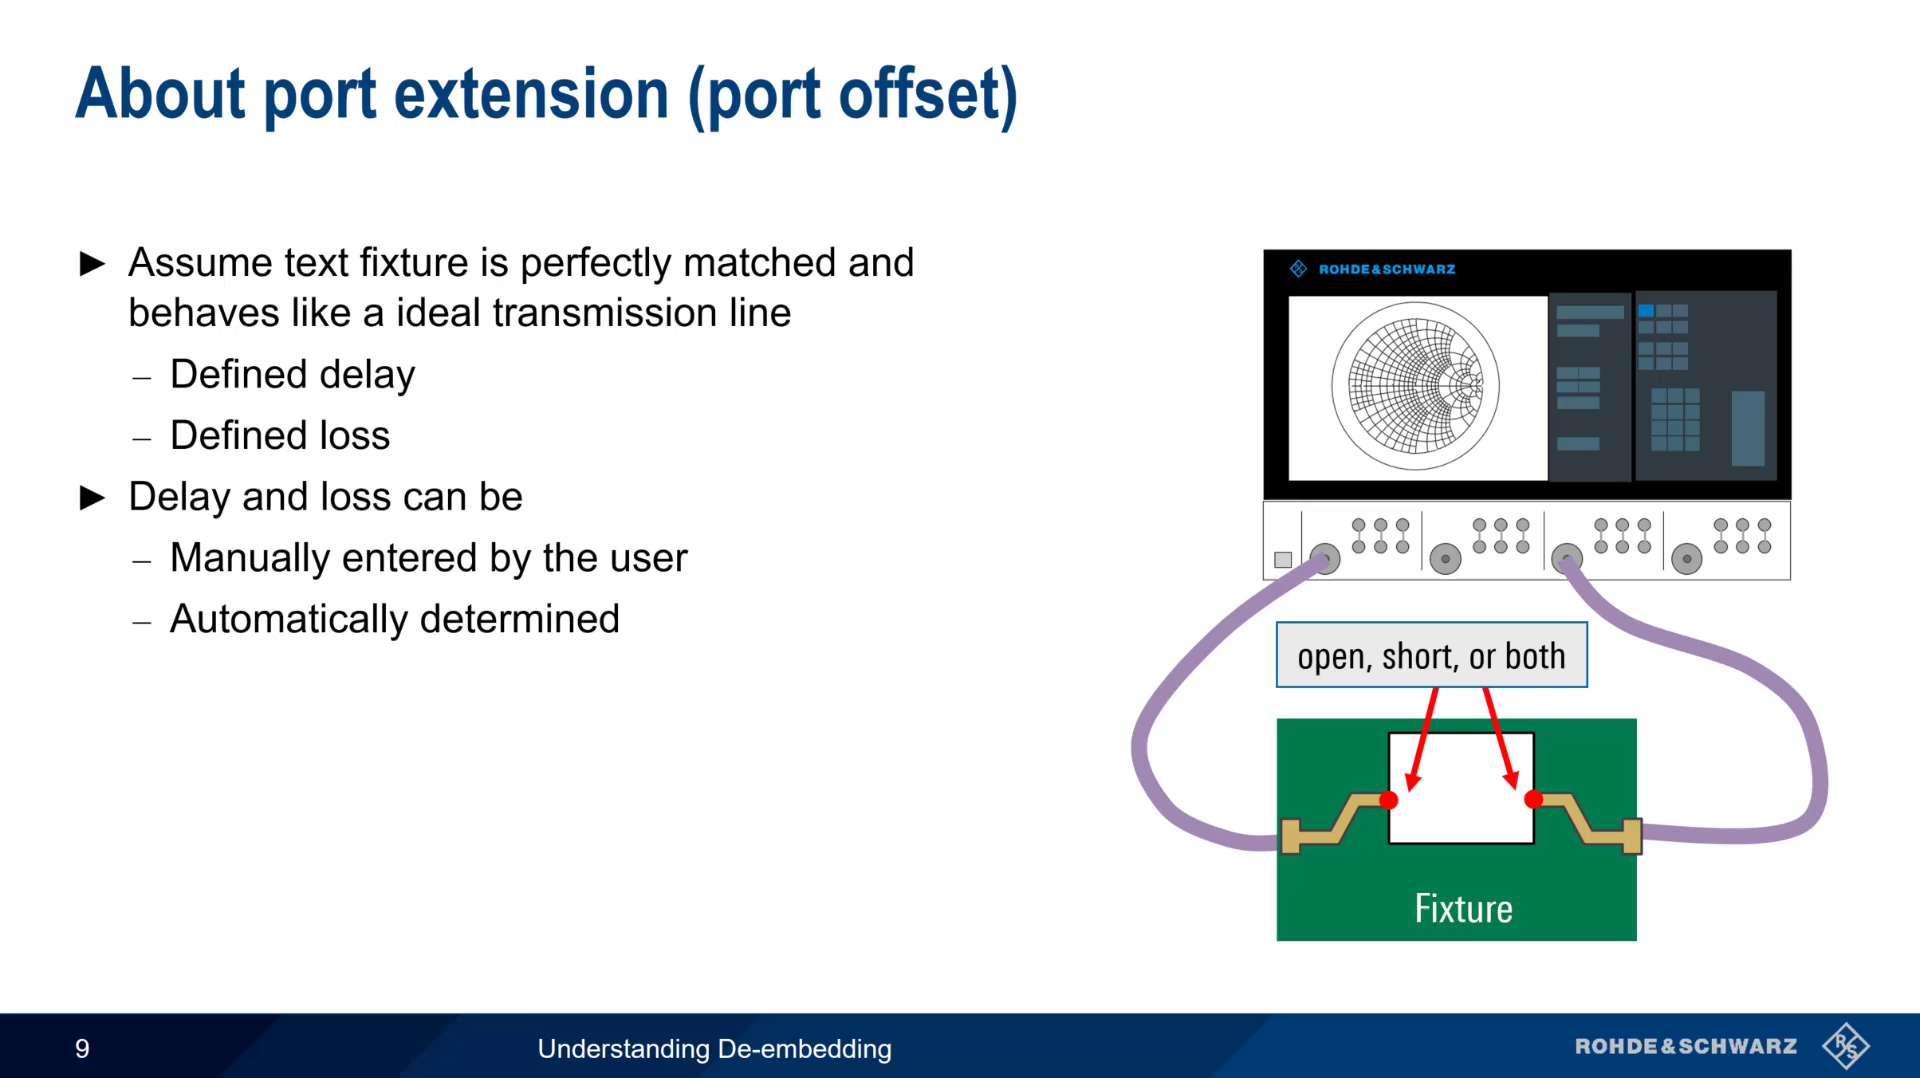 About port extension (port offset)
► Assume text fixture is perfectly matched and
behaves like a ideal transmission line
– Defined delay
– Defined loss
► Delay and loss can be
– Manually entered by the user
– Automatically determined
ROHDE&SCHWARZ
open, short, or both
Fixture
9
Understanding De-embedding
ROHDE&SCHWARZ
R&S